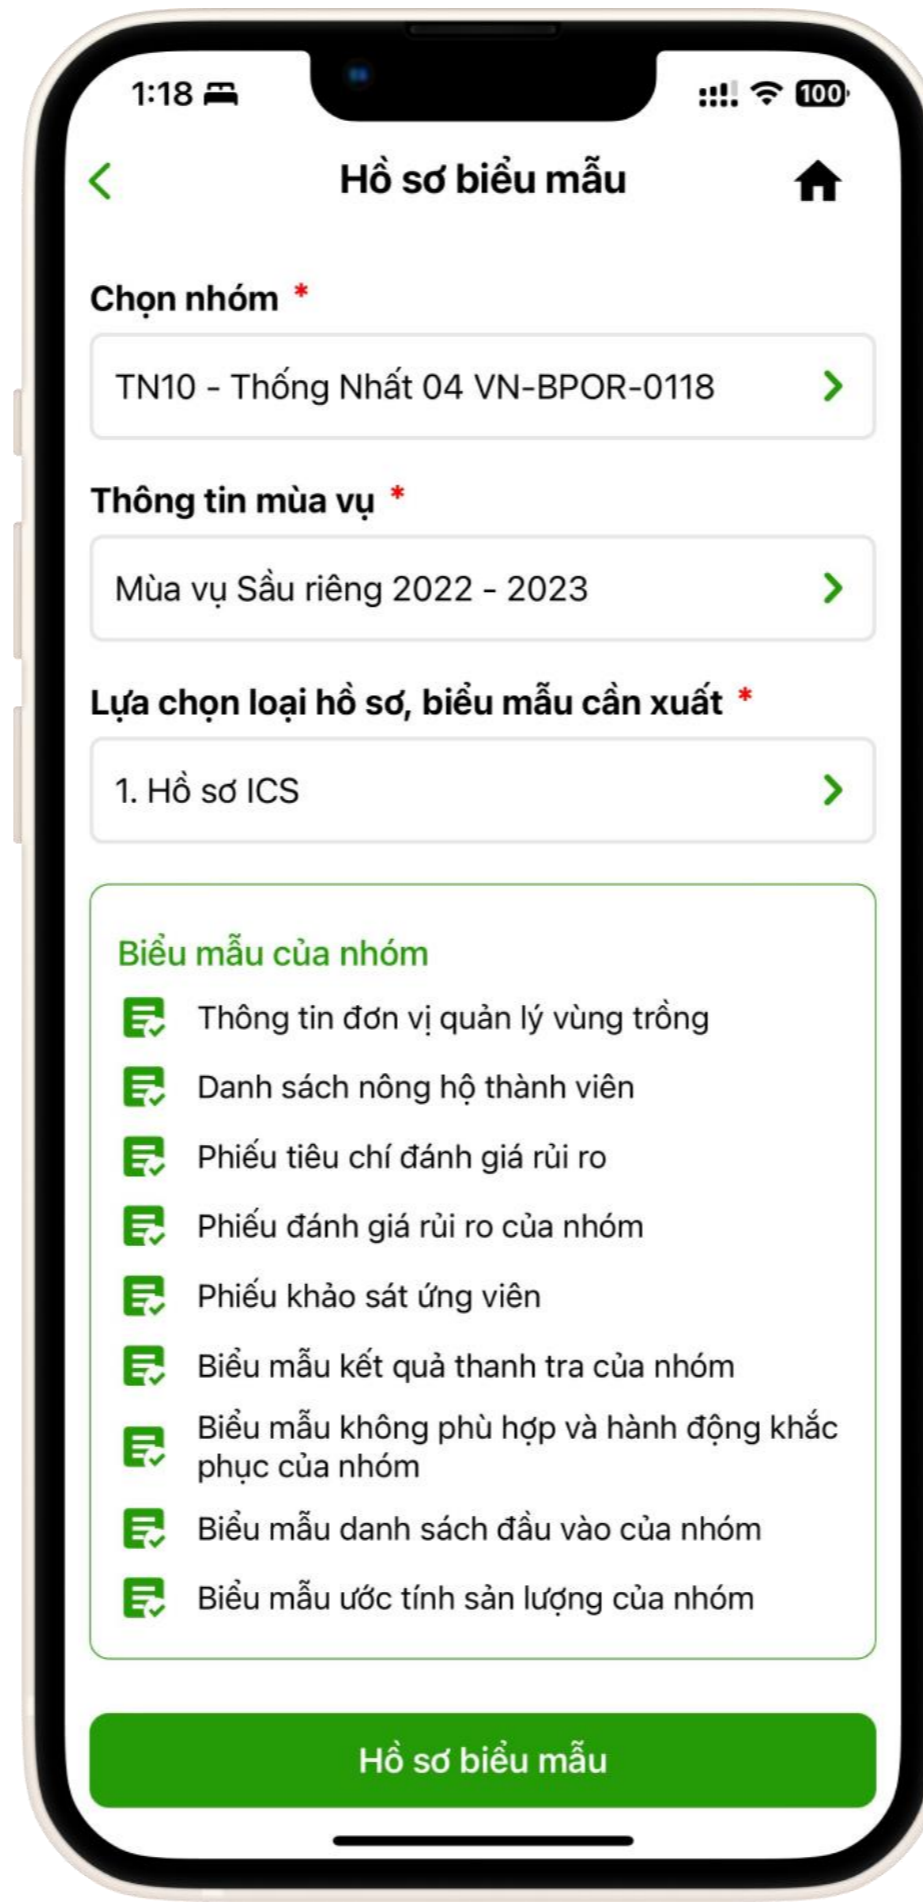 1:18
100
Hồ sơ biểu mẫu
Chọn nhóm *
TN10 - Thống Nhất 04 VN-BPOR-0118
Thông tin mùa vụ *
Mùa vụ Sầu riêng 2022 - 2023
Lựa chọn loại hồ sơ, biểu mẫu cần xuất *
1. Hồ sơ ICS
Biểu mẫu của nhóm
Thông tin đơn vị quản lý vùng trồng
Danh sách nông hộ thành viên
Phiếu tiêu chí đánh giá rủi ro
Phiếu đánh giá rủi ro của nhóm
Phiếu khảo sát ứng viên
Biểu mẫu kết quả thanh tra của nhóm
Biểu mẫu không phù hợp và hành động khắc
phục của nhóm
Biểu mẫu danh sách đầu vào của nhóm
Biểu mẫu ước tính sản lượng của nhóm
Hồ sơ biểu mẫu